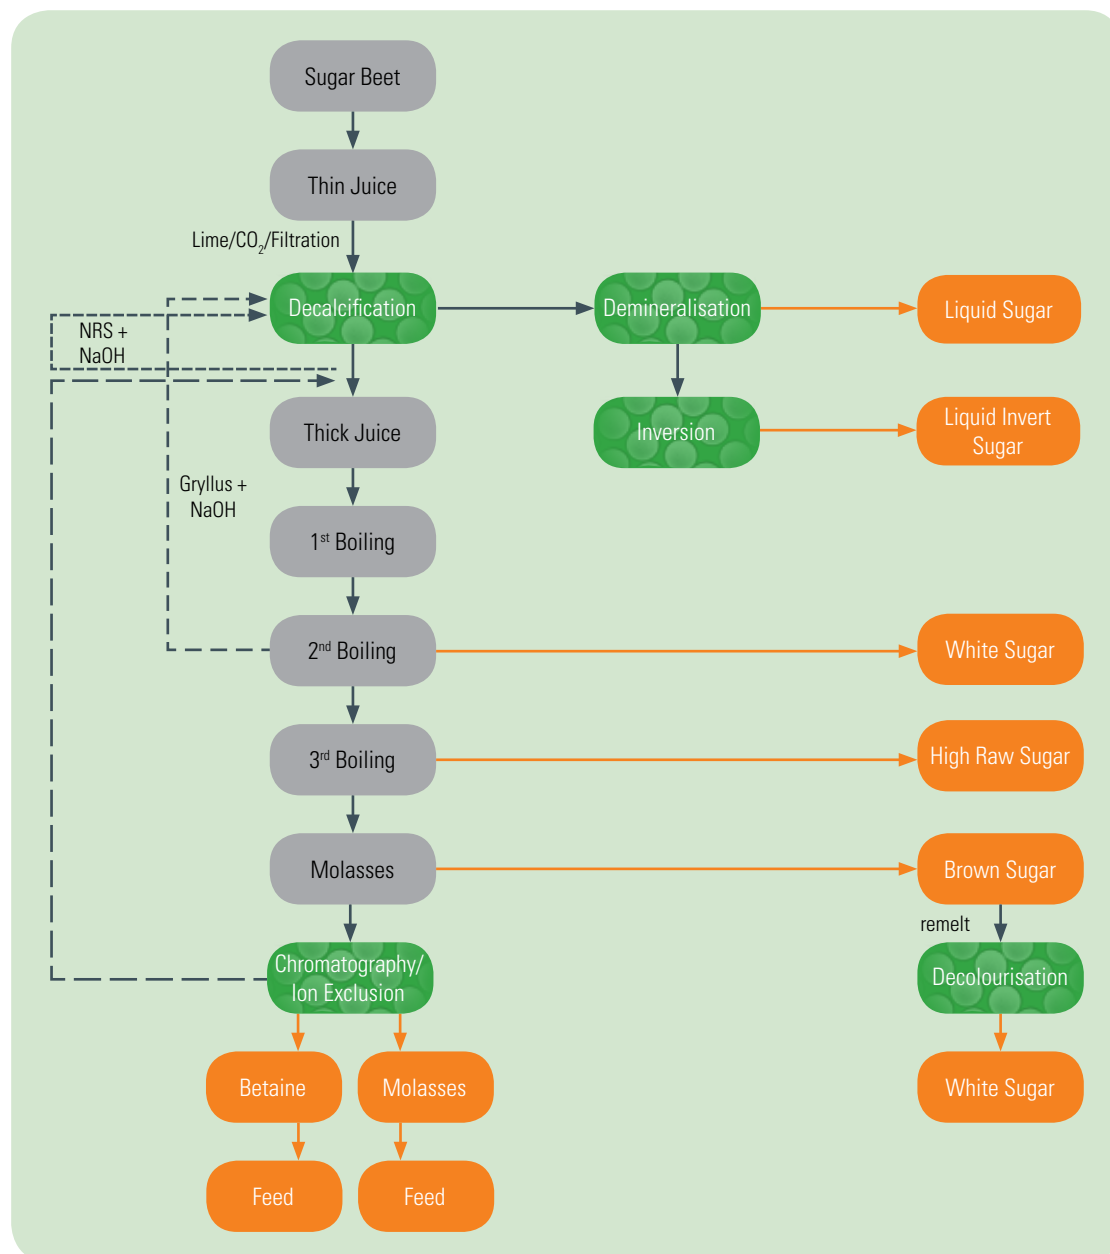 Sugar Beet
Thin Juice
Lime/CO₂/Filtration
Decalcification
Demineralisation
Liquid Sugar
NRS +
NaOH
Thick Juice
Inversion
Liquid Invert
Sugar
Gryllus +
NaOH
1ˢᵗ Boiling
2ⁿᵈ Boiling
White Sugar
3ʳᵈ Boiling
High Raw Sugar
Molasses
Brown Sugar
remelt
Chromatography/
Ion Exclusion
Decolourisation
Betaine
Molasses
White Sugar
Feed
Feed